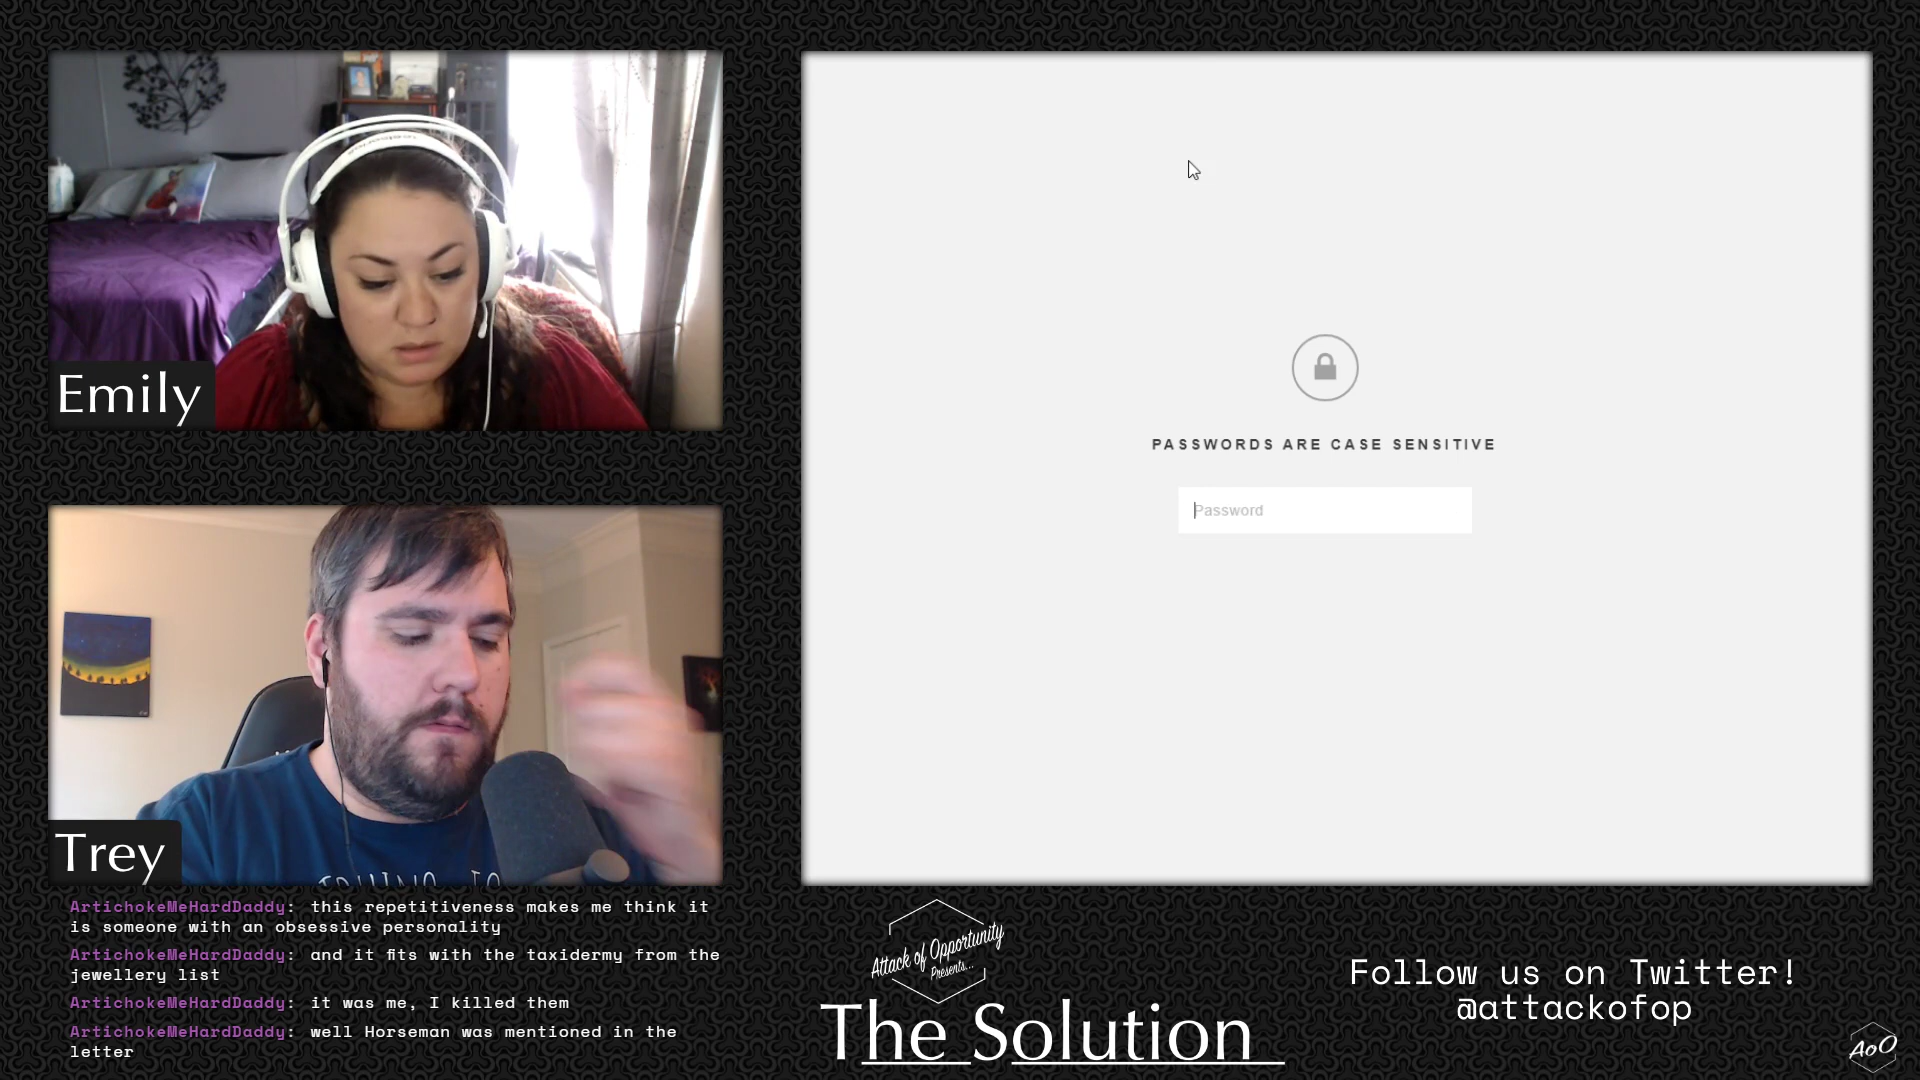 Emily
PASSWORDS ARE CASE SENSITIVE
Password
Trey
ArtichokeMeHardDaddy: this repetitiveness makes me think it
is someone with an obsessive personality
ArtichokeMeHardDaddy: and it fits with the taxidermy from the
jewellery list
ArtichokeMeHardDaddy: it was me, I killed them
ArtichokeMeHardDaddy: well Horseman was mentioned in the
letter
Attack of Opportunity
Presents...
The Solution
Follow us on Twitter!
@attackofop
AoO